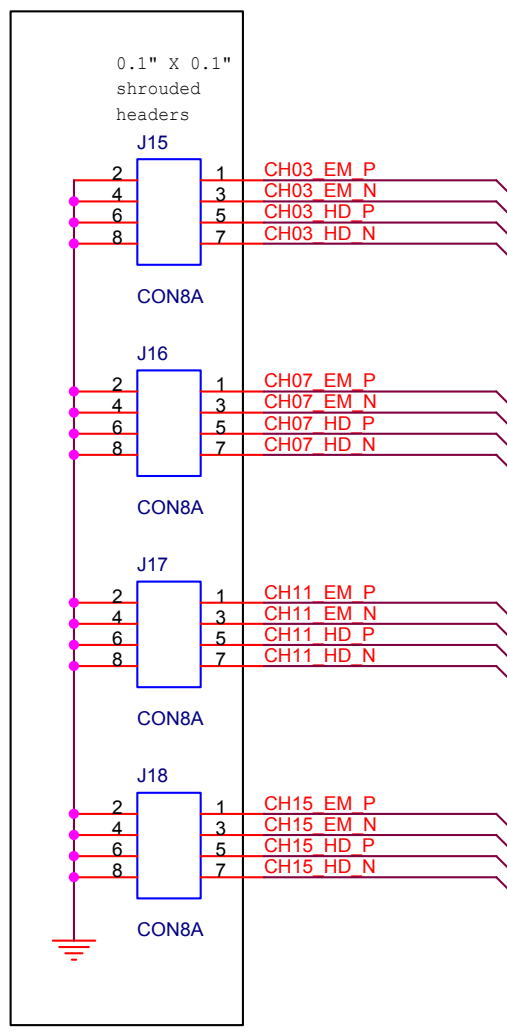 0.1" X 0.1"
shrouded
headers
J15
2 1 CH03_EM_P
4 3 CH03_EM_N
6 5 CH03_HD_P
8 7 CH03_HD_N
CON8A
J16
2 1 CH07_EM_P
4 3 CH07_EM_N
6 5 CH07_HD_P
8 7 CH07_HD_N
CON8A
J17
2 1 CH11_EM_P
4 3 CH11_EM_N
6 5 CH11_HD_P
8 7 CH11_HD_N
CON8A
J18
2 1 CH15_EM_P
4 3 CH15_EM_N
6 5 CH15_HD_P
8 7 CH15_HD_N
CON8A